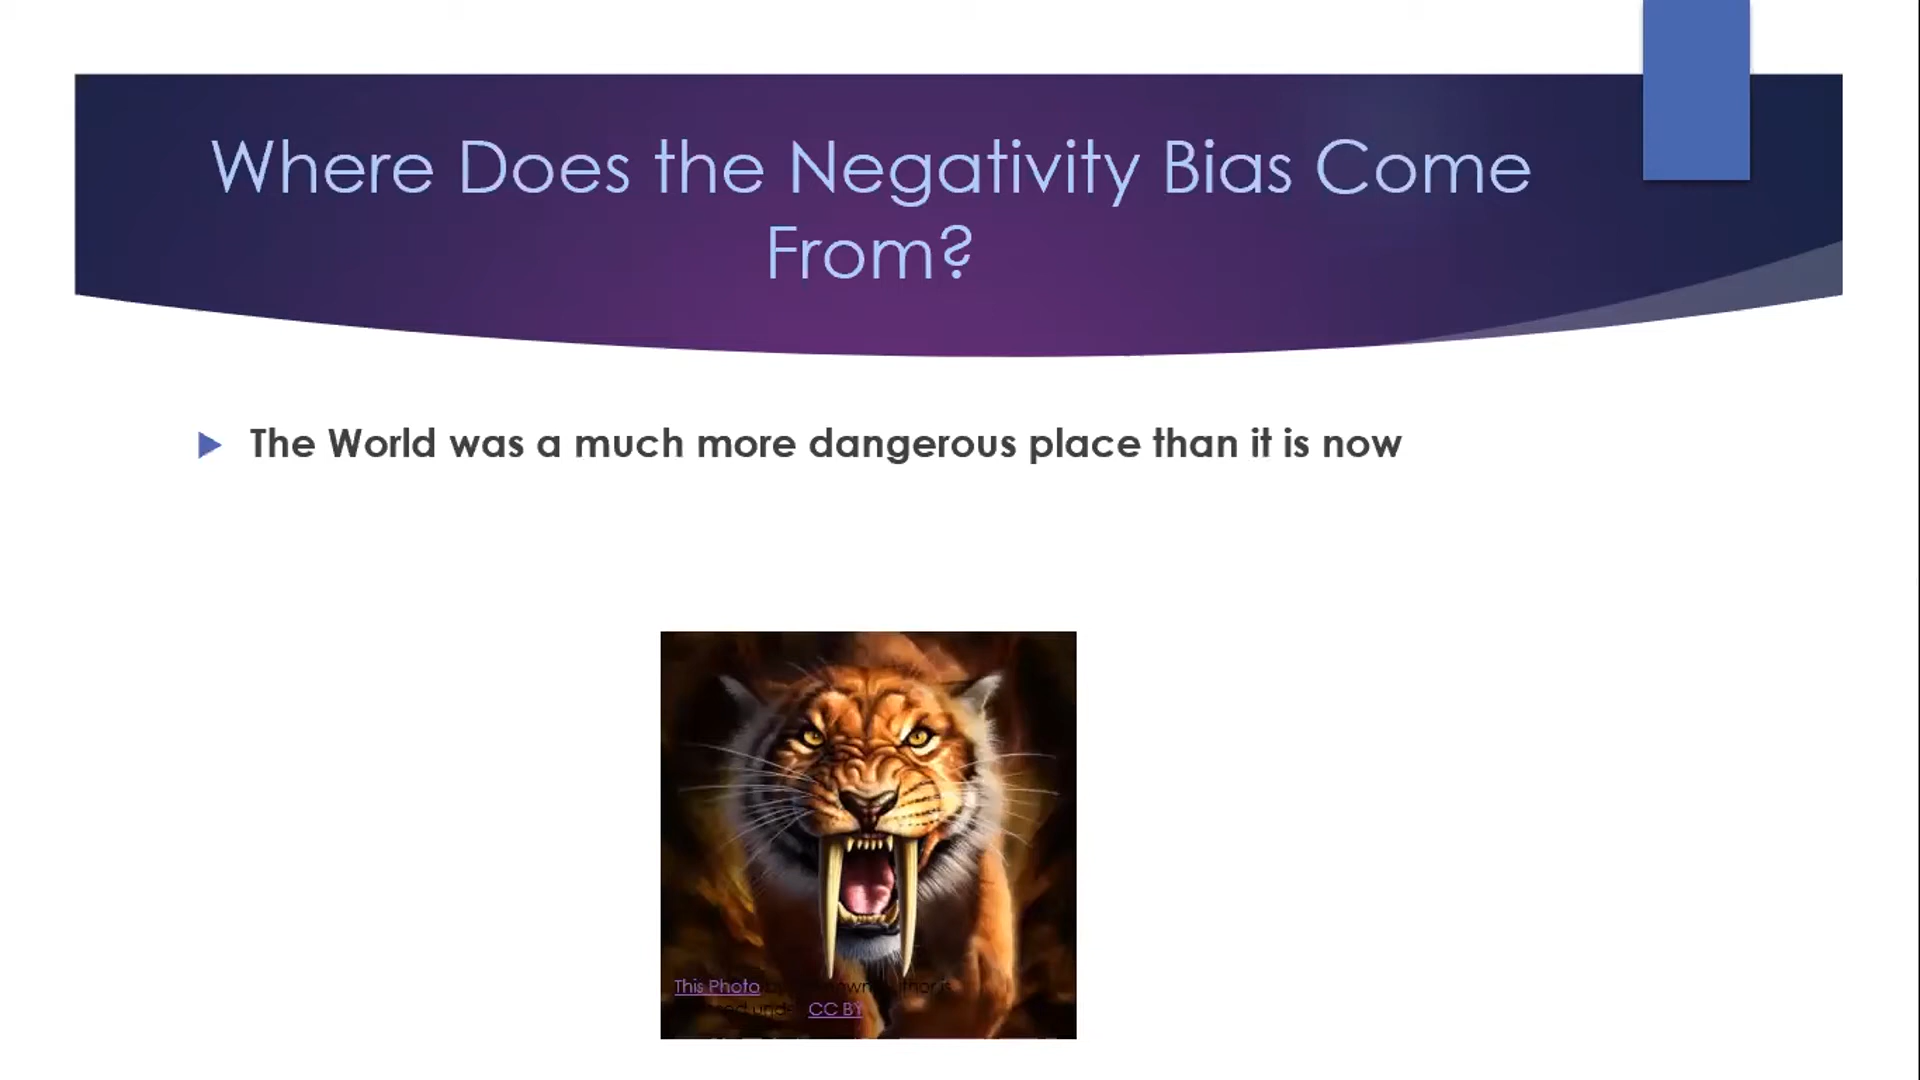 Where Does the Negativity Bias Come
From?
The World was a much more dangerous place than it is now
This Photo
CC BY